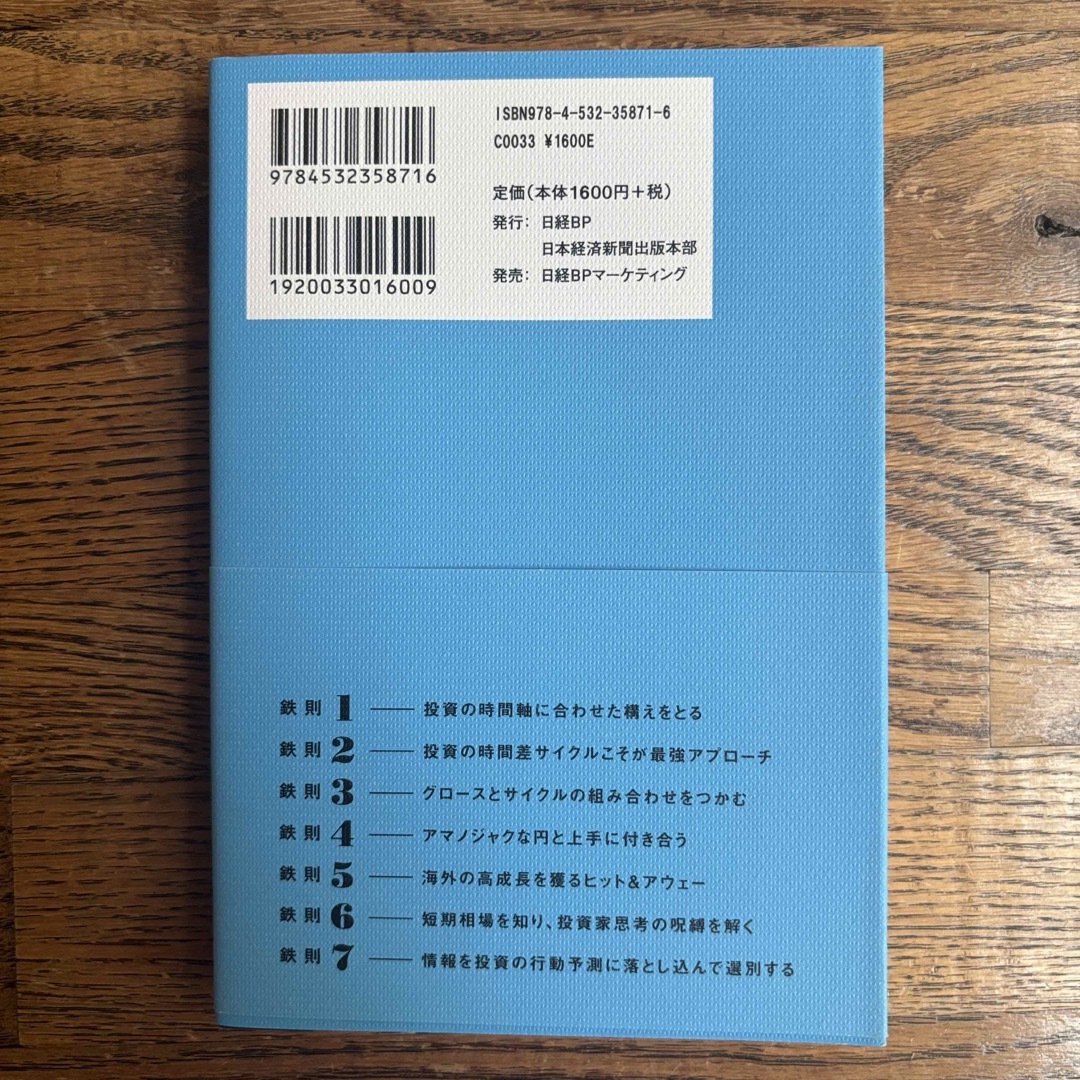 ISBN978-4-532-35871-6
C0033 ¥1600E
9784532358716
定価(本体1600円+税)
発行: 日経BP
日本経済新聞出版本部
発売: 日経BPマーケティング
1920033016009
鉄則 1 ―― 投資の時間軸に合わせた構えをとる
鉄則 2 ―― 投資の時間差サイクルこそが最強アプローチ
鉄則 3 ―― グロースとサイクルの組み合わせをつかむ
鉄則 4 ―― アマノジャクな円と上手に付き合う
鉄則 5 ―― 海外の高成長を獲るヒット&アウェー
鉄則 6 ―― 短期相場を知り、投資家思考の呪縛を解く
鉄則 7 ―― 情報を投資の行動予測に落とし込んで選別する